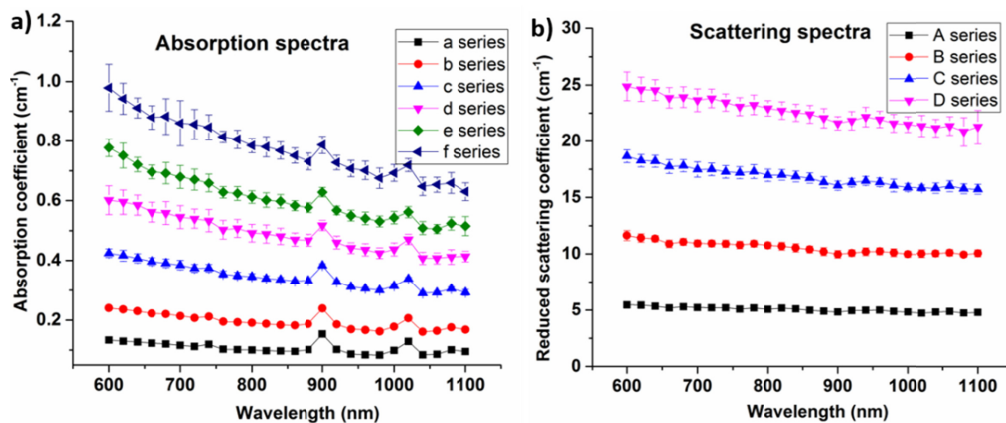 a)
Absorption spectra
a series
b series
c series
d series
e series
f series
Absorption coefficient (cm⁻¹)
1.2
1.0
0.8
0.6
0.4
0.2
600 700 800 900 1000 1100
Wavelength (nm)
b)
Scattering spectra
A series
B series
C series
D series
Reduced scattering coefficient (cm⁻¹)
30
25
20
15
10
5
0
600 700 800 900 1000 1100
Wavelength (nm)